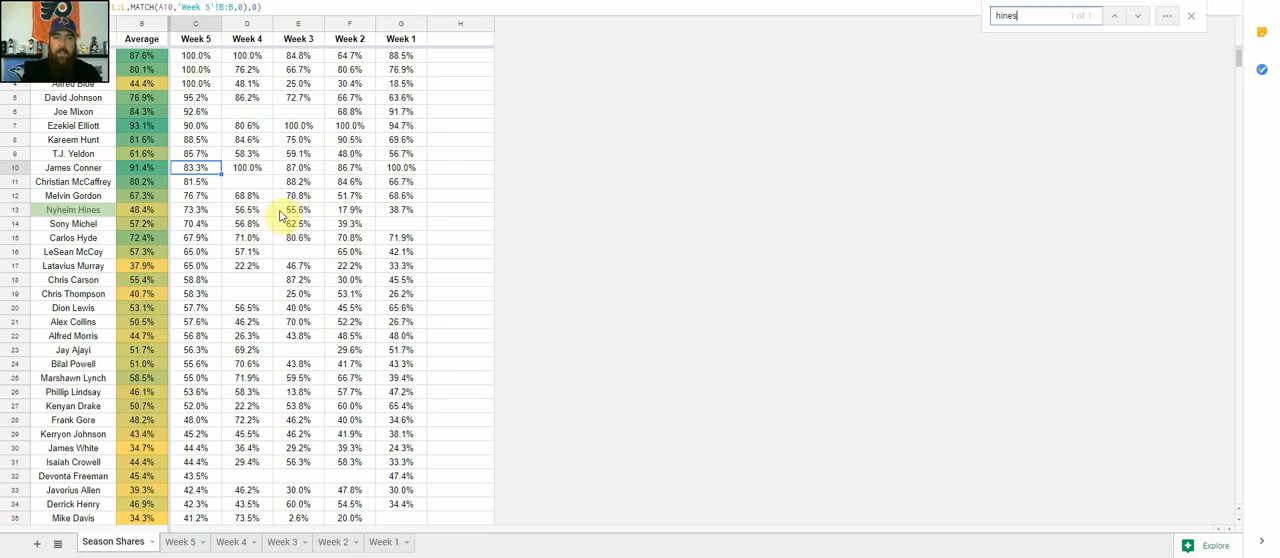 L:L,MATCH(A10,'Week 5'!B:B,0),0)
hines 1 of 1
B C D E F G H
Average Week 5 Week 4 Week 3 Week 2 Week 1
87.6% 100.0% 100.0% 84.8% 64.7% 88.5%
80.1% 100.0% 76.2% 66.7% 80.6% 76.9%
Alfred Blue 44.4% 100.0% 48.1% 25.0% 30.4% 18.5%
5 David Johnson 76.9% 95.2% 86.2% 72.7% 66.7% 63.6%
6 Joe Mixon 84.3% 92.6% 68.8% 91.7%
7 Ezekiel Elliott 93.1% 90.0% 80.6% 100.0% 100.0% 94.7%
8 Kareem Hunt 81.6% 88.5% 84.6% 75.0% 90.5% 69.6%
9 T.J. Yeldon 61.6% 85.7% 58.3% 59.1% 48.0% 56.7%
10 James Conner 91.4% 83.3% 100.0% 87.0% 86.7% 100.0%
11 Christian McCaffrey 80.2% 81.5% 88.2% 84.6% 66.7%
12 Melvin Gordon 67.3% 76.7% 68.8% 70.8% 51.7% 68.6%
13 Nyheim Hines 48.4% 73.3% 56.5% 55.6% 17.9% 38.7%
14 Sony Michel 57.2% 70.4% 56.8% 62.5% 39.3%
15 Carlos Hyde 72.4% 67.9% 71.0% 80.6% 70.8% 71.9%
16 LeSean McCoy 57.3% 65.0% 57.1% 65.0% 42.1%
17 Latavius Murray 37.9% 65.0% 22.2% 46.7% 22.2% 33.3%
18 Chris Carson 55.4% 58.8% 87.2% 30.0% 45.5%
19 Chris Thompson 40.7% 58.3% 25.0% 53.1% 26.2%
20 Dion Lewis 53.1% 57.7% 56.5% 40.0% 45.5% 65.6%
21 Alex Collins 50.5% 57.6% 46.2% 70.0% 52.2% 26.7%
22 Alfred Morris 44.7% 56.8% 26.3% 43.8% 48.5% 48.0%
23 Jay Ajayi 51.7% 56.3% 69.2% 29.6% 51.7%
24 Bilal Powell 51.0% 55.6% 70.6% 43.8% 41.7% 43.3%
25 Marshawn Lynch 58.5% 55.0% 71.9% 59.5% 66.7% 39.4%
26 Phillip Lindsay 46.1% 53.6% 58.3% 13.8% 57.7% 47.2%
27 Kenyan Drake 50.7% 52.0% 22.2% 53.8% 60.0% 65.4%
28 Frank Gore 48.2% 48.0% 72.2% 46.2% 40.0% 34.6%
29 Kerryon Johnson 43.4% 45.2% 45.5% 46.2% 41.9% 38.1%
30 James White 34.7% 44.4% 36.4% 29.2% 39.3% 24.3%
31 Isaiah Crowell 44.4% 44.4% 29.4% 56.3% 58.3% 33.3%
32 Devonta Freeman 45.4% 43.5% 47.4%
33 Javorius Allen 39.3% 42.4% 46.2% 30.0% 47.8% 30.0%
34 Derrick Henry 46.9% 42.3% 43.5% 60.0% 54.5% 34.4%
35 Mike Davis 34.3% 41.2% 73.5% 2.6% 20.0%
Season Shares Week 5 Week 4 Week 3 Week 2 Week 1 Explore